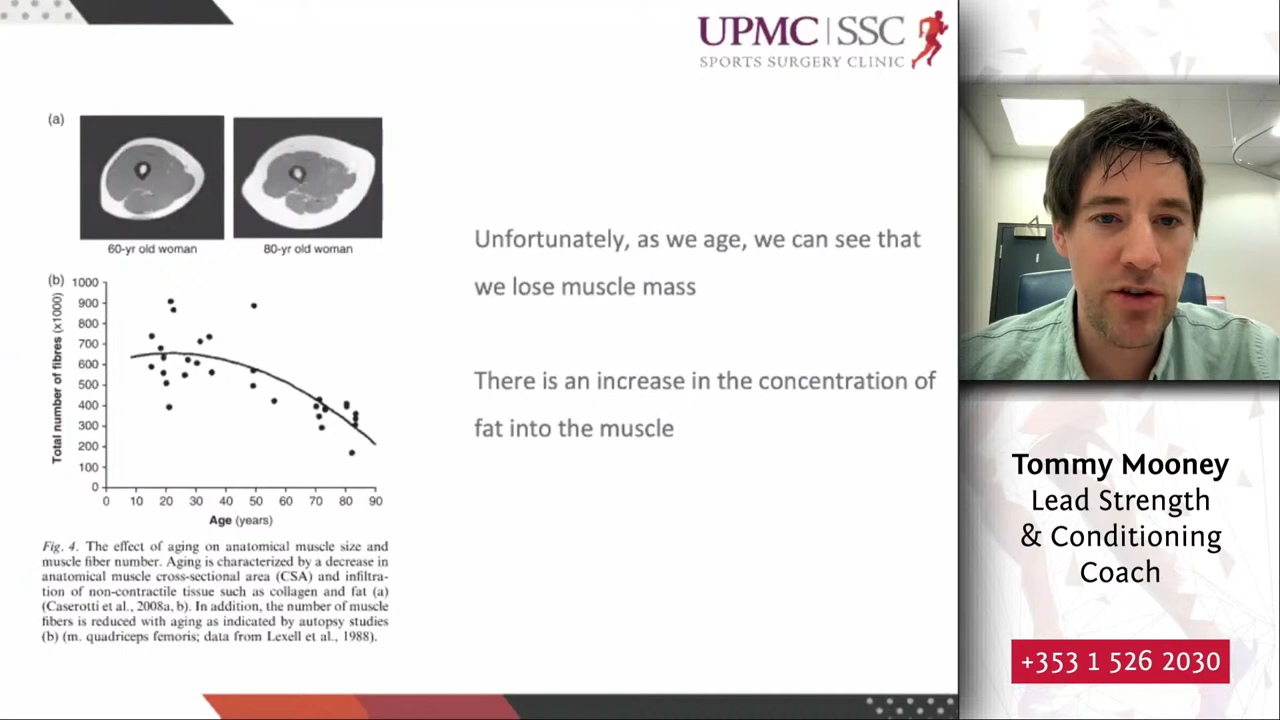 UPMC | SSC
SPORTS SURGERY CLINIC
(a)
60-yr old woman
80-yr old woman
(b)
Total number of fibres (x1000)
1000
900
800
700
600
500
400
300
200
100
0
0 10 20 30 40 50 60 70 80 90
Age (years)
Fig. 4. The effect of aging on anatomical muscle size and
muscle fiber number. Aging is characterized by a decrease in
anatomical muscle cross-sectional area (CSA) and infiltra-
tion of non-contractile tissue such as collagen and fat (a)
(Caserotti et al., 2008a, b). In addition, the number of muscle
fibers is reduced with aging as indicated by autopsy studies
(b) (m. quadriceps femoris; data from Lexell et al., 1988).
Unfortunately, as we age, we can see that
we lose muscle mass
There is an increase in the concentration of
fat into the muscle
Tommy Mooney
Lead Strength
& Conditioning
Coach
+353 1 526 2030